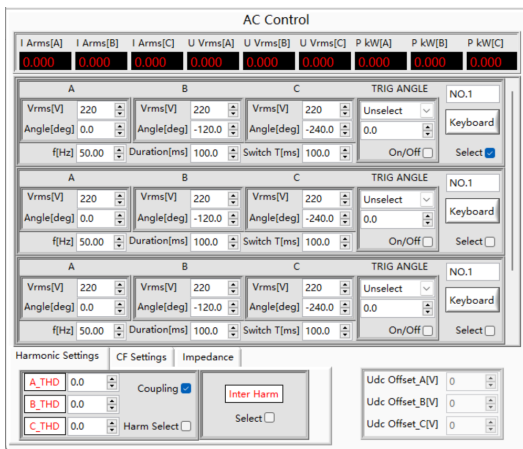 AC Control
I Arms[A] I Arms[B] I Arms[C] U Vrms[A] U Vrms[B] U Vrms[C] P kW[A] P kW[B] P kW[C]
0.000 0.000 0.000 0.000 0.000 0.000 0.000 0.000 0.000
A B C TRIG ANGLE NO.1
Vrms[V] 220 Vrms[V] 220 Vrms[V] 220 Unselect
Angle[deg] 0.0 Angle[deg] -120.0 Angle[deg] -240.0 0.0 Keyboard
f[Hz] 50.00 Duration[ms] 100.0 Switch T[ms] 100.0 On/Off Select
A B C TRIG ANGLE NO.1
Vrms[V] 220 Vrms[V] 220 Vrms[V] 220 Unselect
Angle[deg] 0.0 Angle[deg] -120.0 Angle[deg] -240.0 0.0 Keyboard
f[Hz] 50.00 Duration[ms] 100.0 Switch T[ms] 100.0 On/Off Select
A B C TRIG ANGLE NO.1
Vrms[V] 220 Vrms[V] 220 Vrms[V] 220 Unselect
Angle[deg] 0.0 Angle[deg] -120.0 Angle[deg] -240.0 0.0 Keyboard
f[Hz] 50.00 Duration[ms] 100.0 Switch T[ms] 100.0 On/Off Select
Harmonic Settings CF Settings Impedance
A_THD 0.0 Coupling Inter Harm Udc Offset_A[V] 0
B_THD 0.0 Udc Offset_B[V] 0
C_THD 0.0 Harm Select Select Udc Offset_C[V] 0